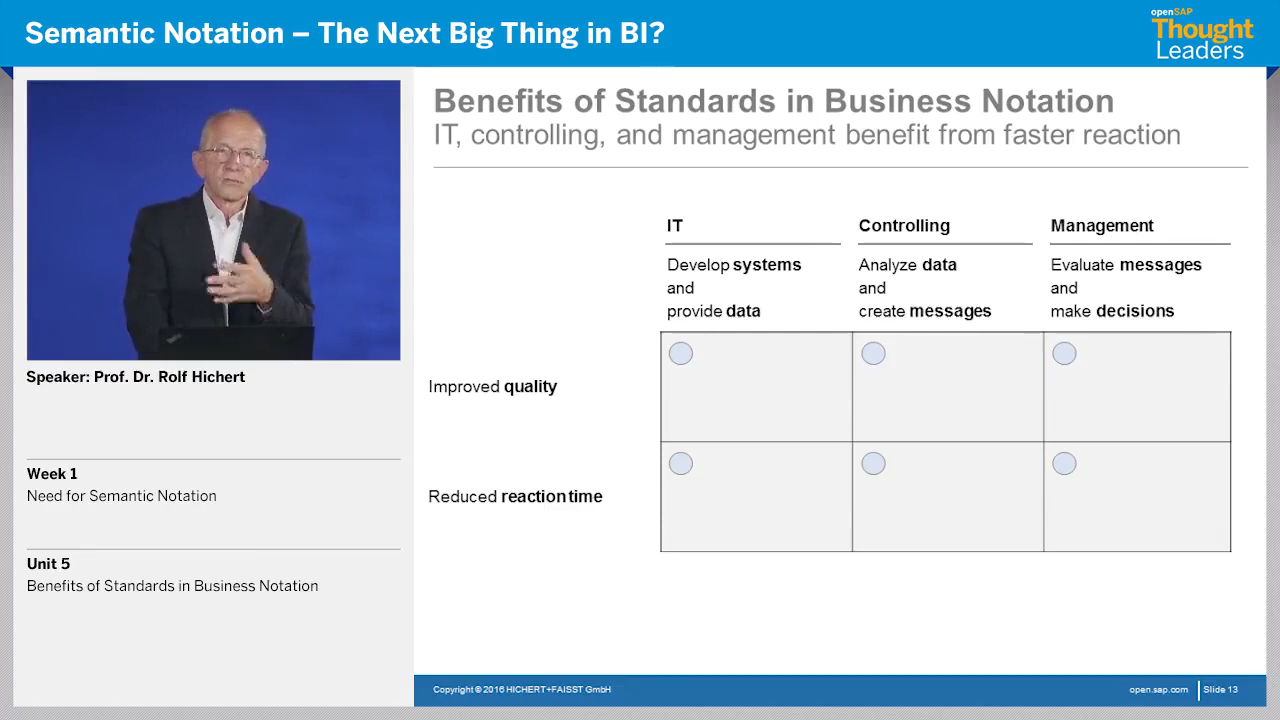 Semantic Notation – The Next Big Thing in BI?
openSAP
Thought
Leaders
Speaker: Prof. Dr. Rolf Hichert
Week 1
Need for Semantic Notation
Unit 5
Benefits of Standards in Business Notation
Benefits of Standards in Business Notation
IT, controlling, and management benefit from faster reaction
IT
Controlling
Management
Develop systems
and
provide data
Analyze data
and
create messages
Evaluate messages
and
make decisions
Improved quality
Reduced reaction time
Copyright © 2016 HICHERT+FAISST GmbH
open.sap.com
Slide 13